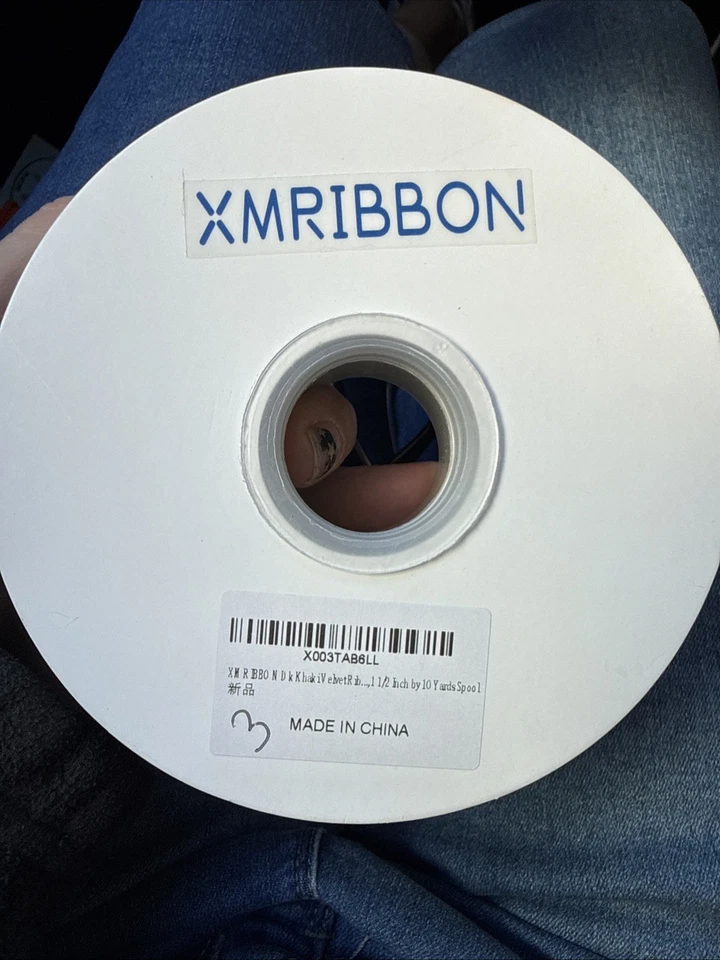 XMRIBBON
X003TAB6LL
XMRIBBON Dk Khaki Velvet Rib...,1 1/2 Inch by 10 Yards Spool
新品
3
MADE IN CHINA